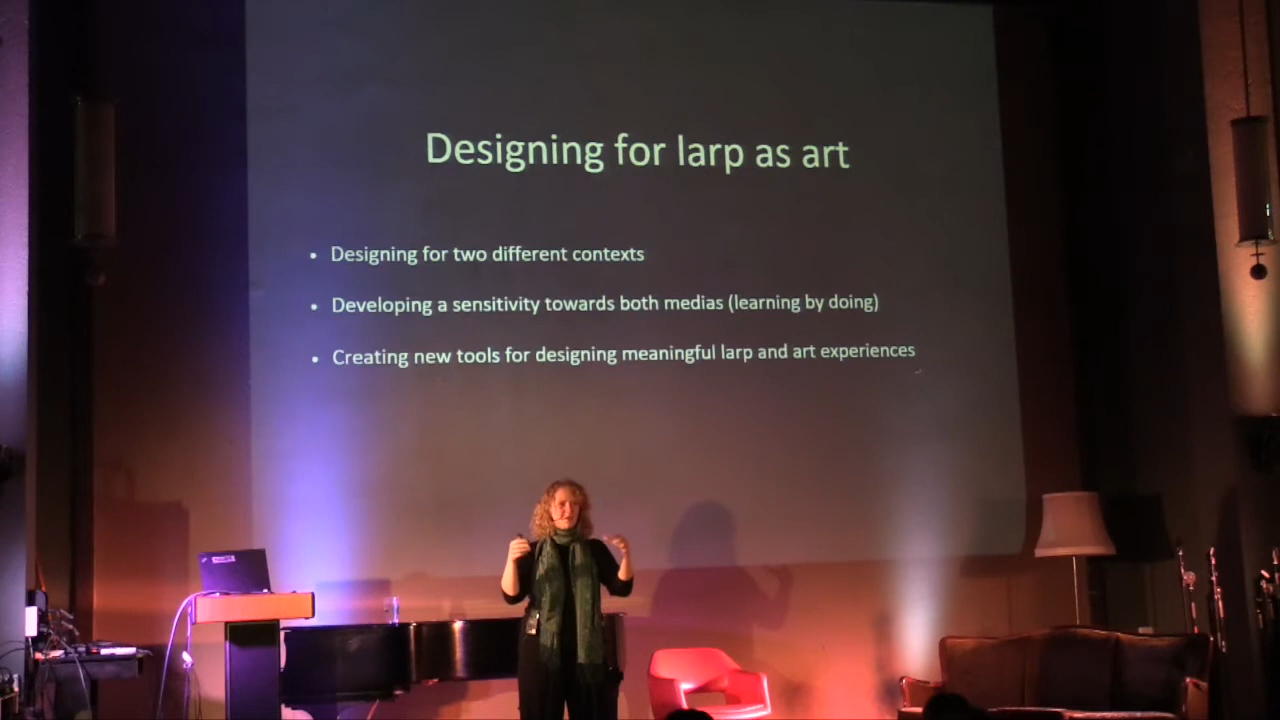 Designing for larp as art
• Designing for two different contexts
• Developing a sensitivity towards both medias (learning by doing)
• Creating new tools for designing meaningful larp and art experiences